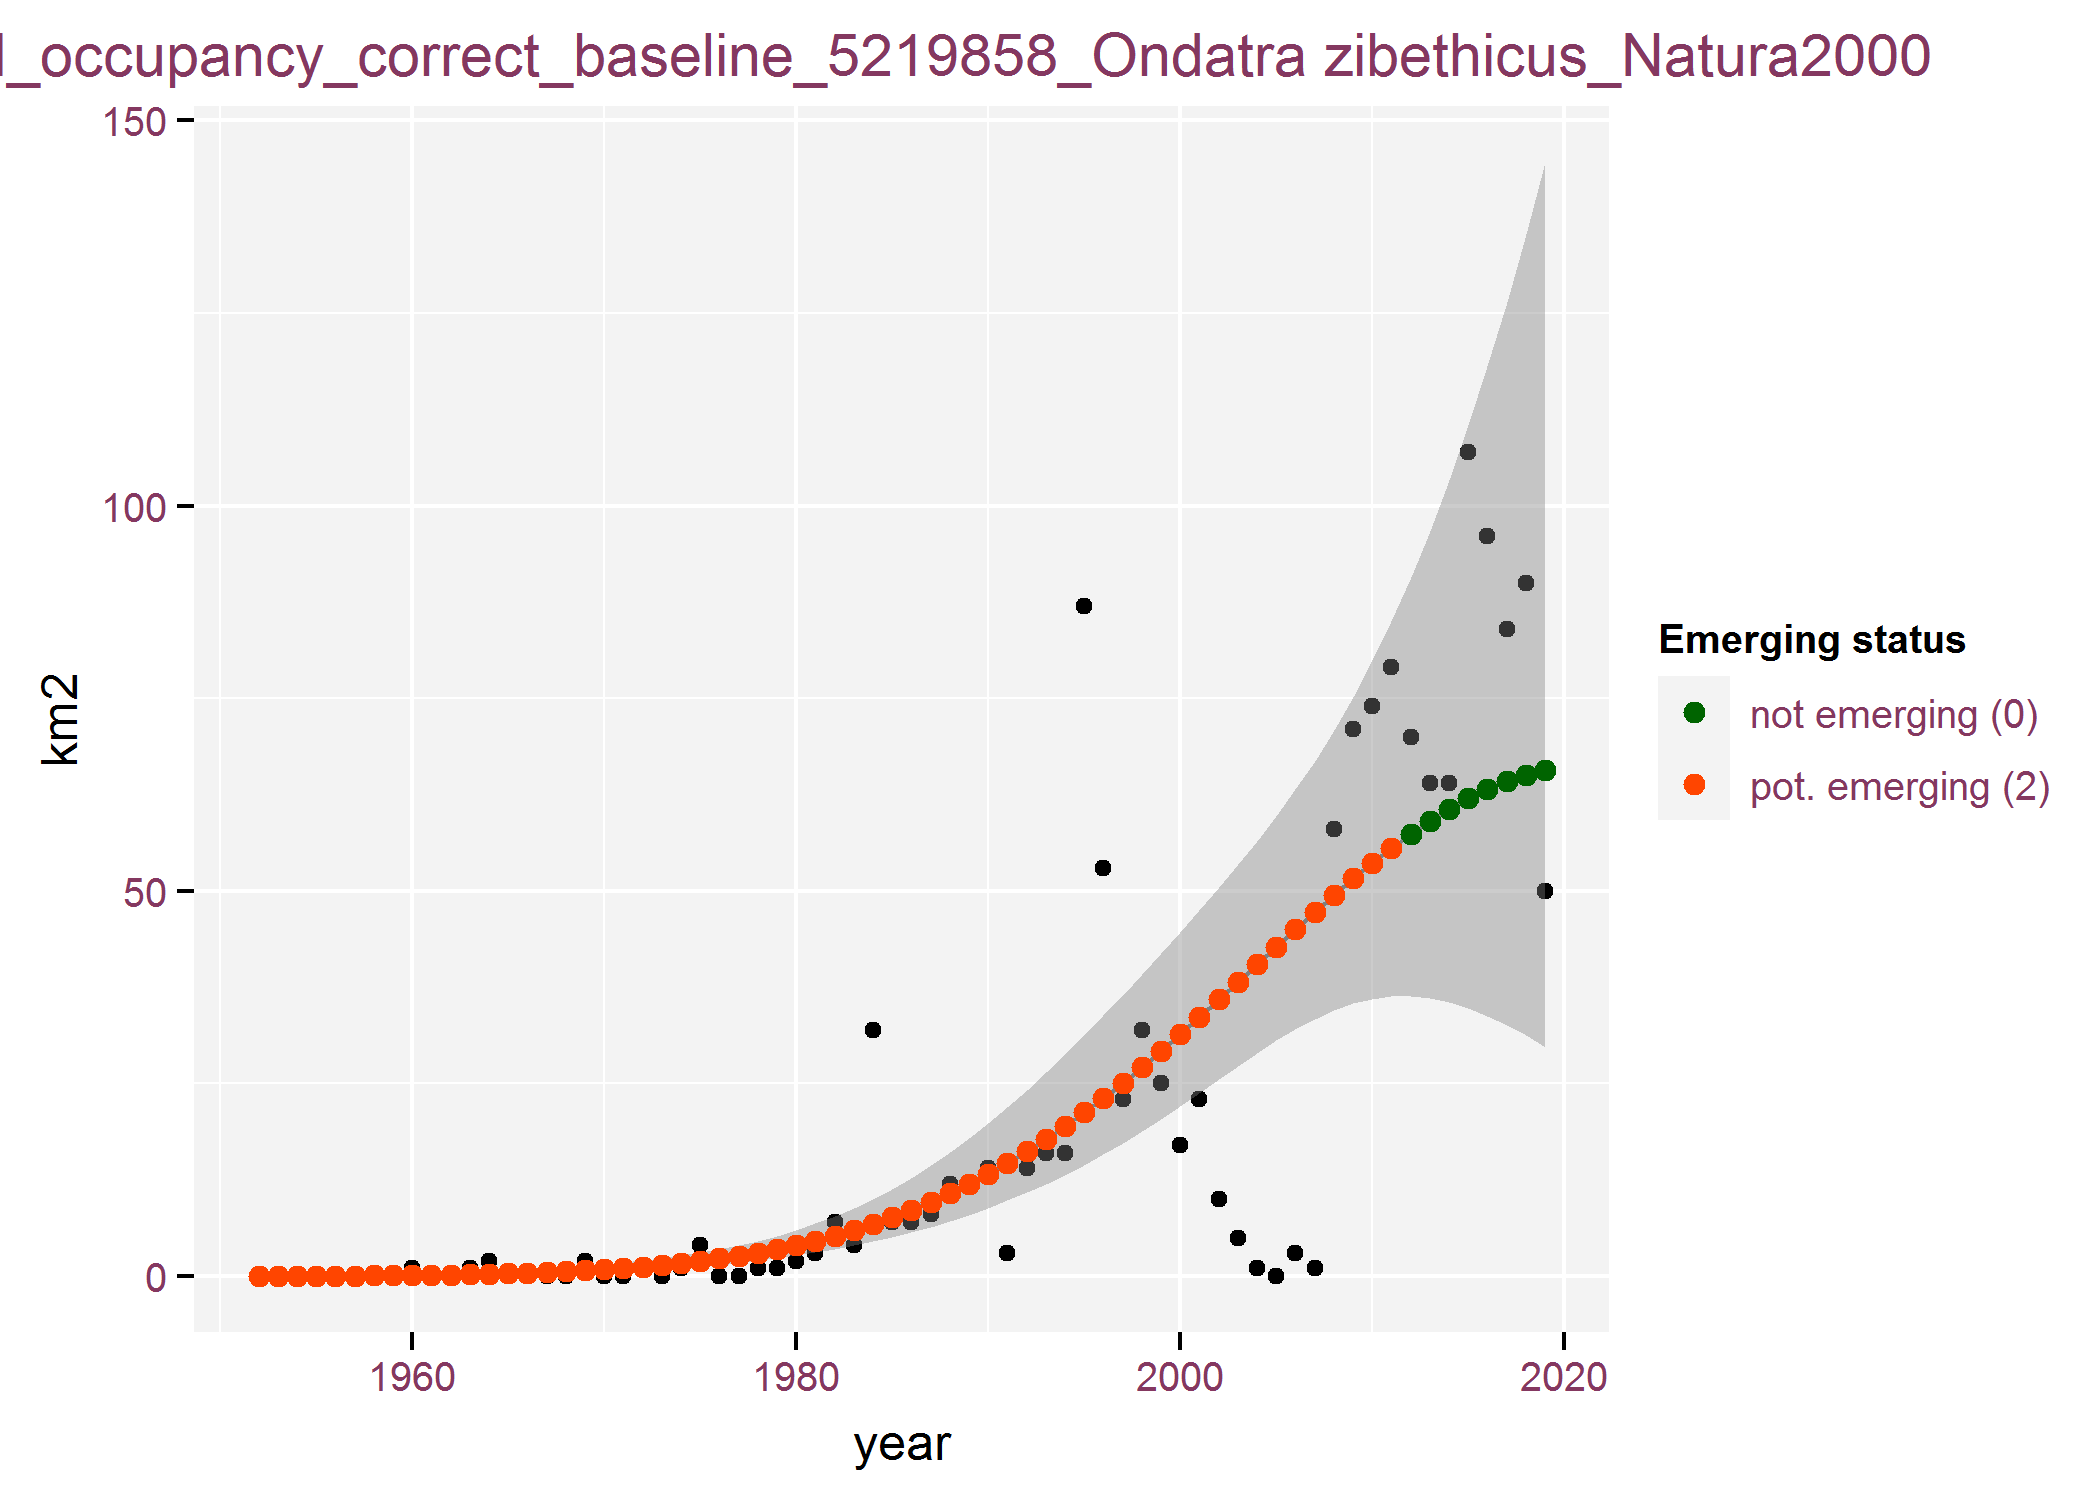 _occupancy_correct_baseline_5219858_Ondatra zibethicus_Natura2000
150
100
50
0
km2
1960 1980 2000 2020
year
Emerging status
not emerging (0)
pot. emerging (2)